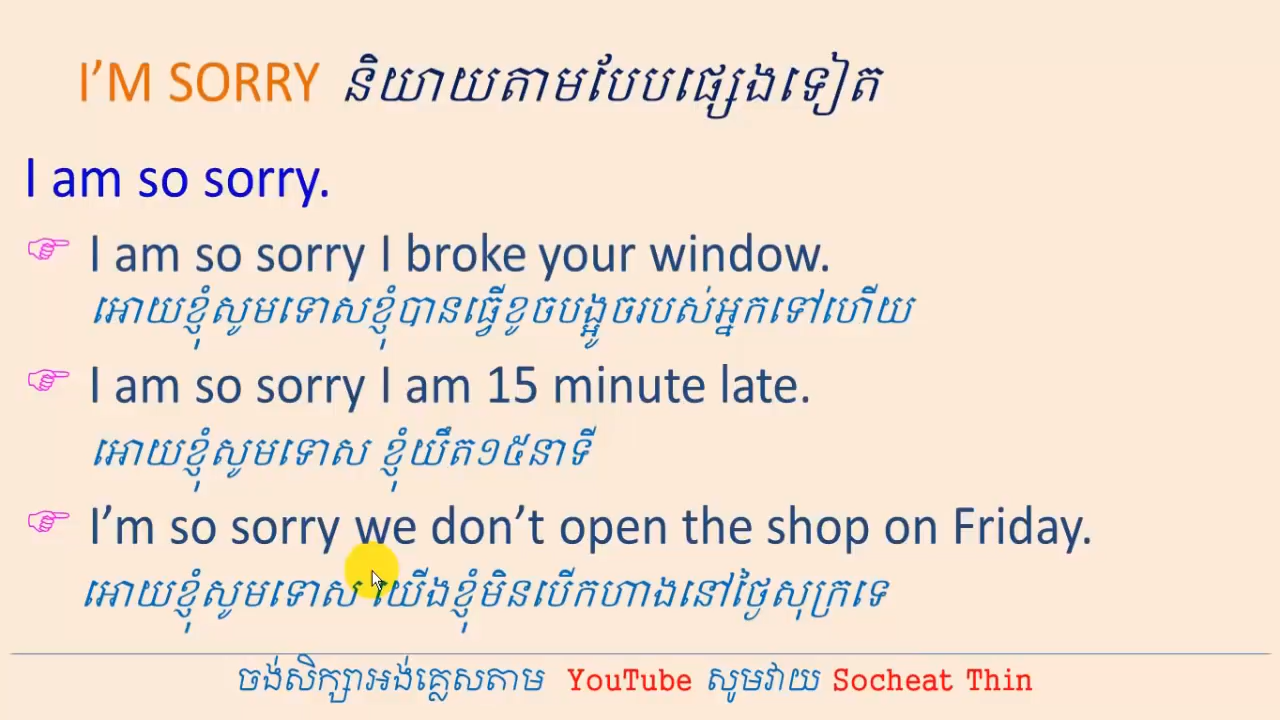 I’M SORRY និយាយតាមបែបផ្សេងទៀត
I am so sorry.
I am so sorry I broke your window.
អោយខ្ញុំសូមទោសខ្ញុំបានធ្វើខូចបង្អូចរបស់អ្នកទៅហើយ
I am so sorry I am 15 minute late.
អោយខ្ញុំសូមទោស ខ្ញុំយឺត១៥នាទី
I’m so sorry we don’t open the shop on Friday.
អោយខ្ញុំសូមទោស យើងខ្ញុំមិនបើកហាងនៅថ្ងៃសុក្រទេ
ចង់សិក្សាអង់គ្លេសតាម YouTube សូមវាយ Socheat Thin